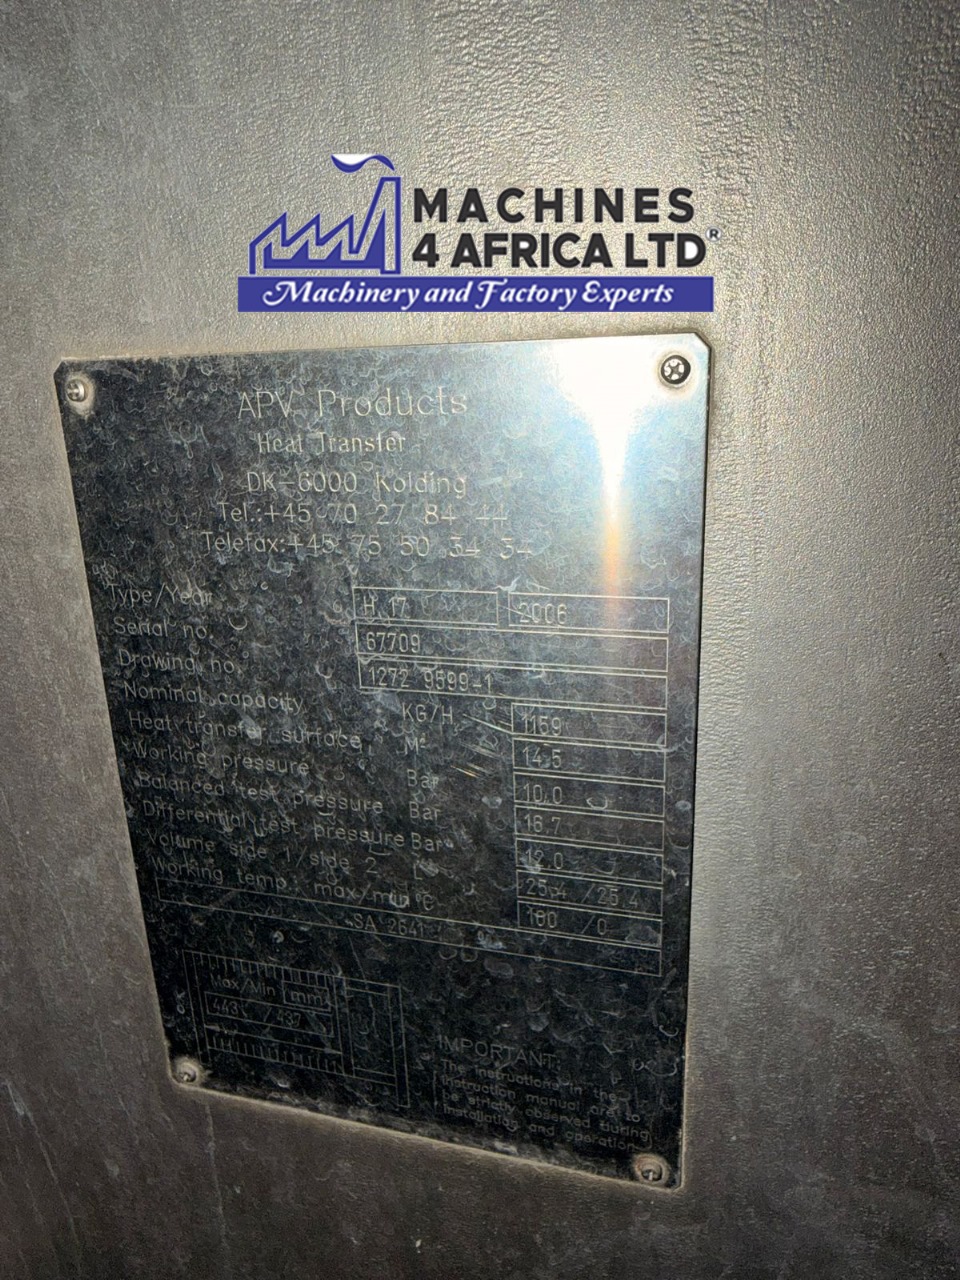 MACHINES
4 AFRICA LTD®
Machinery and Factory Experts
APV Products
Heat Transfer
DK-6000 Kolding
Tel.:+45 70 27 84 44
Telefax:+45 75 50 34 34
Type/Year H 17 2006
Serial no. 67709
Drawing no. 1272 9599-1
Nominal capacity KG/H 1159
Heat transfer surface M² 14.5
Working pressure Bar 10.0
Balanced test pressure Bar 16.7
Differential test pressure Bar 12.0
Volume side 1/side 2 L 25.4 /25.4
Working temp. max/min °C 160 /0
SA 2641
Max/Min mm
443 / 437
IMPORTANT:
The instructions in the
instruction manual are to
be strictly observed during
installation and operation